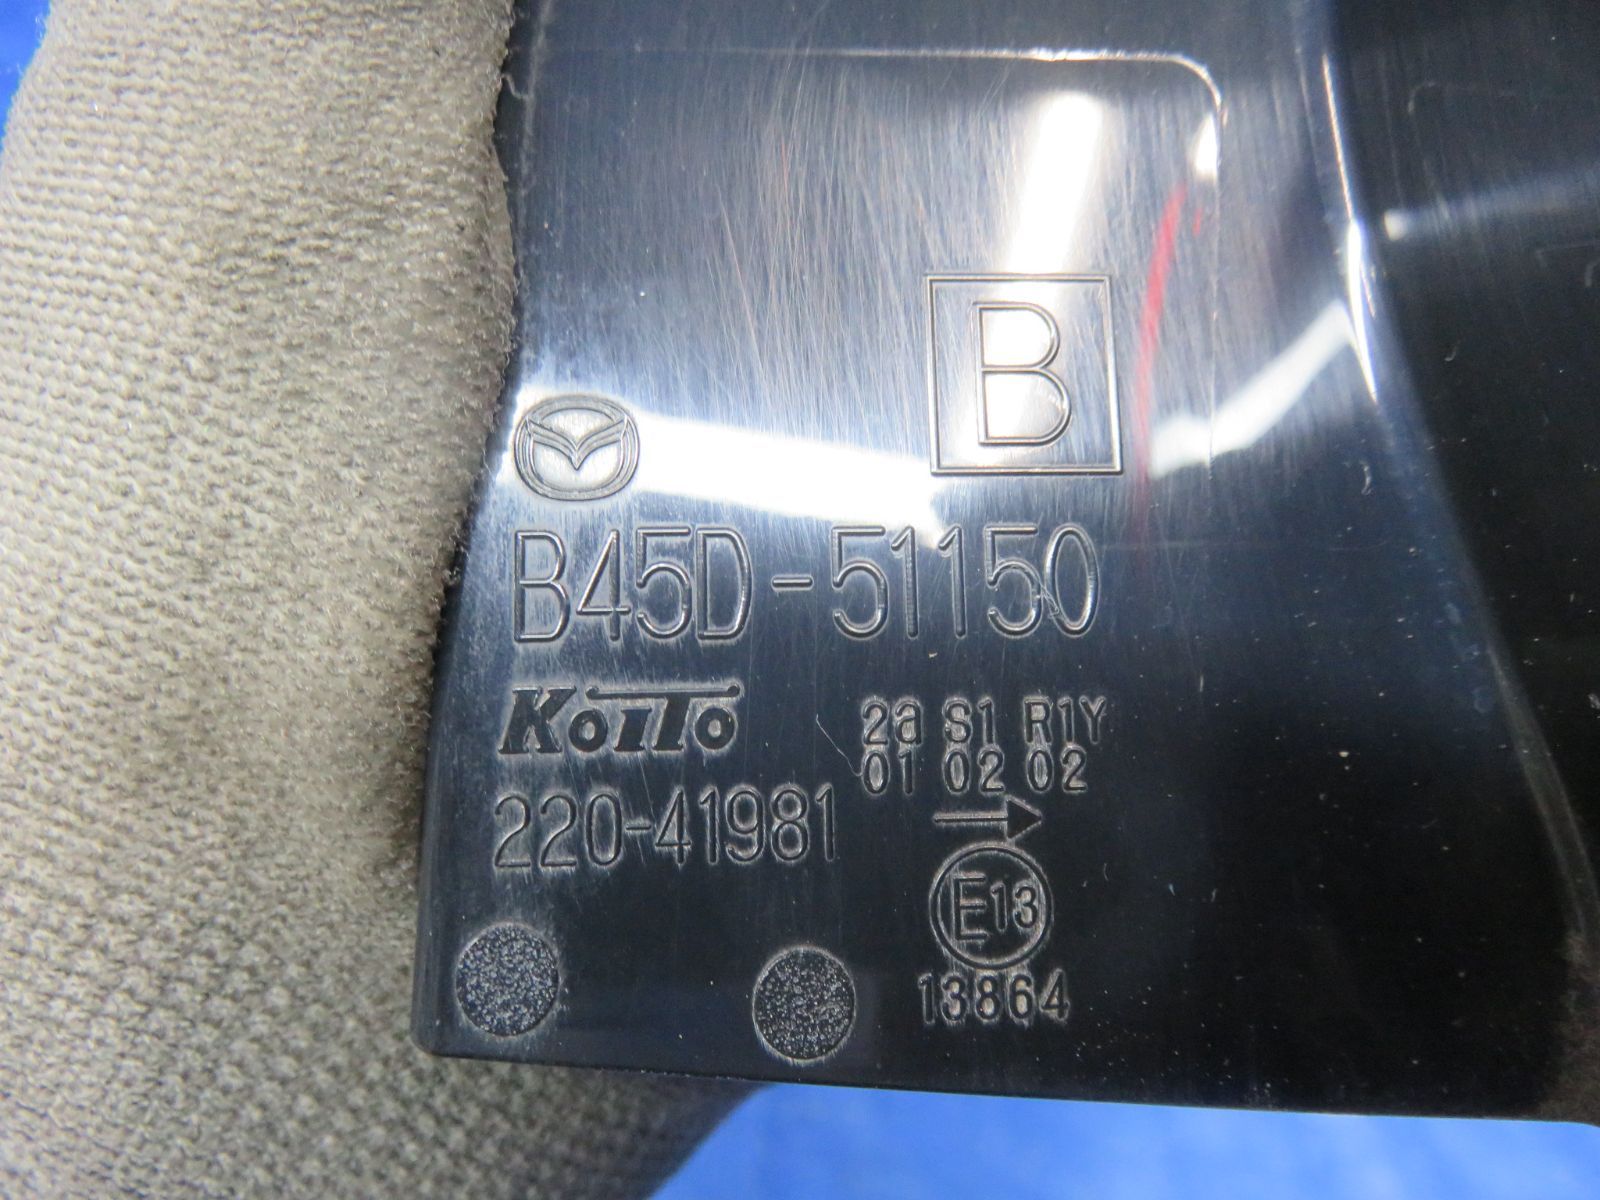 B
B45D-51150
KoiTo
2a S1 R1Y
01 02 02
220-41981
E13
13864